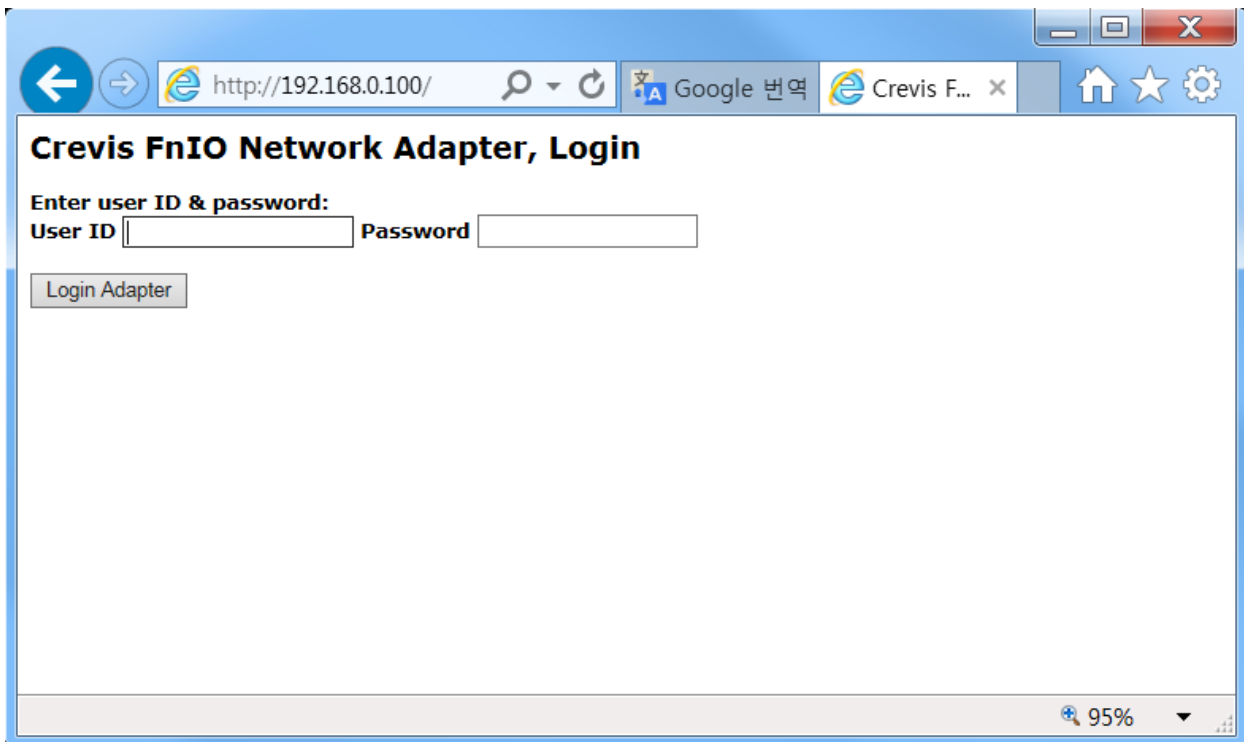 http://192.168.0.100/
Google 번역
Crevis F...
Crevis FnIO Network Adapter, Login
Enter user ID & password:
User ID
Password
Login Adapter
95%